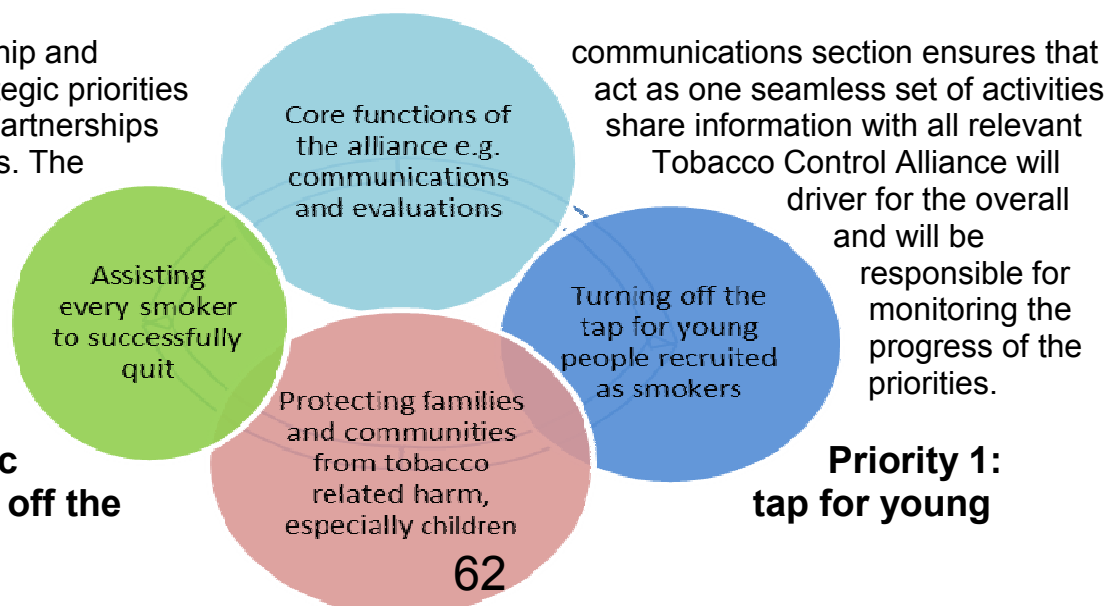 hip and
tegic priorities
artnerships
s. The
communications section ensures that
act as one seamless set of activities
share information with all relevant
Tobacco Control Alliance will
driver for the overall
and will be
responsible for
monitoring the
progress of the
priorities.
Core functions of
the alliance e.g.
communications
and evaluations
Assisting
every smoker
to successfully
quit
Turning off the
tap for young
people recruited
as smokers
Protecting families
and communities
from tobacco
related harm,
especially children
c
off the
Priority 1:
tap for young
62